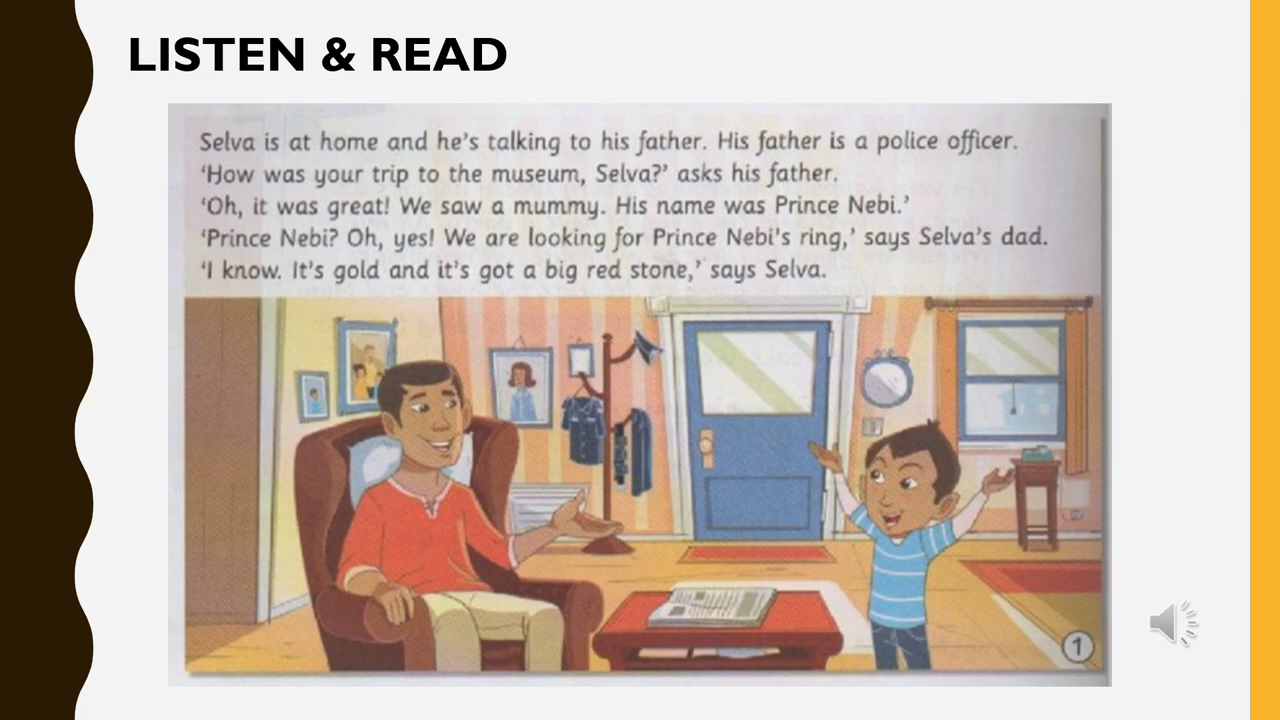 LISTEN & READ
Selva is at home and he's talking to his father. His father is a police officer.
‘How was your trip to the museum, Selva?’ asks his father.
‘Oh, it was great! We saw a mummy. His name was Prince Nebi.’
‘Prince Nebi? Oh, yes! We are looking for Prince Nebi's ring,’ says Selva's dad.
‘I know. It's gold and it's got a big red stone,’ says Selva.
1